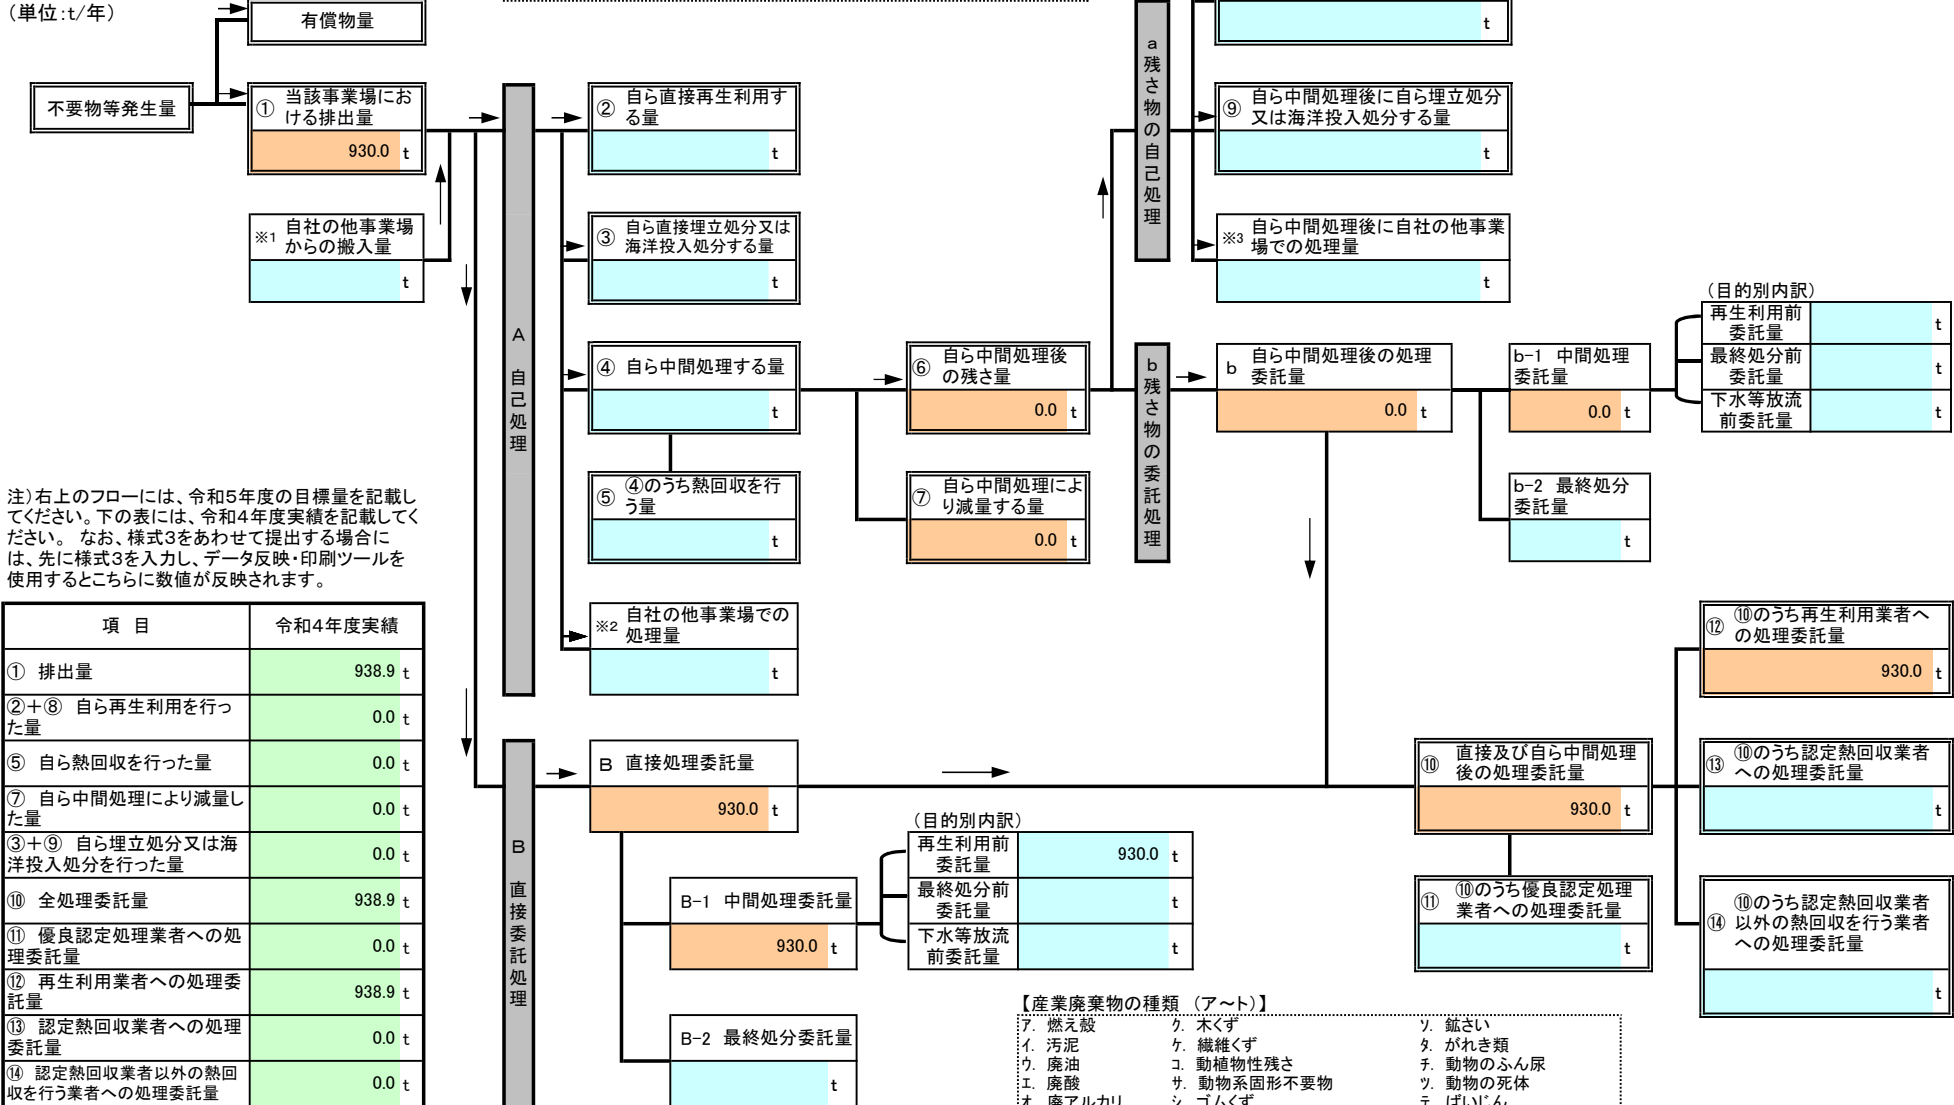 （単位：t/年）
有償物量
t
不要物等発生量
① 当該事業場にお
ける排出量
930.0 t
※1 自社の他事業場
からの搬入量
t
A 自己処理
② 自ら直接再生利用す
る量
t
③ 自ら直接埋立処分又は
海洋投入処分する量
t
④ 自ら中間処理する量
t
⑤ ④のうち熱回収を行
う量
t
※2 自社の他事業場での
処理量
t
⑥ 自ら中間処理後
の残さ量
0.0 t
⑦ 自ら中間処理によ
り減量する量
0.0 t
a 残さ物の自己処理
⑨ 自ら中間処理後に自ら埋立処分
又は海洋投入処分する量
t
※3 自ら中間処理後に自社の他事業
場での処理量
t
b 残さ物の委託処理
b 自ら中間処理後の処理
委託量
0.0 t
b-1 中間処理
委託量
0.0 t
b-2 最終処分
委託量
t
（目的別内訳）
再生利用前
委託量
t
最終処分前
委託量
t
下水等放流
前委託量
t
注）右上のフローには、令和５年度の目標量を記載し
てください。下の表には、令和４年度実績を記載してく
ださい。 なお、様式３をあわせて提出する場合に
は、先に様式３を入力し、データ反映・印刷ツールを
使用するとこちらに数値が反映されます。
項 目 令和４年度実績
① 排出量 938.9 t
②＋⑧ 自ら再生利用を行っ
た量 0.0 t
⑤ 自ら熱回収を行った量 0.0 t
⑦ 自ら中間処理により減量し
た量 0.0 t
③＋⑨ 自ら埋立処分又は海
洋投入処分を行った量 0.0 t
⑩ 全処理委託量 938.9 t
⑪ 優良認定処理業者への処
理委託量 0.0 t
⑫ 再生利用業者への処理委
託量 938.9 t
⑬ 認定熱回収業者への処理
委託量 0.0 t
⑭ 認定熱回収業者以外の熱回
収を行う業者への処理委託量 0.0 t
B 直接委託処理
B 直接処理委託量
930.0 t
B-1 中間処理委託量
930.0 t
B-2 最終処分委託量
t
（目的別内訳）
再生利用前
委託量
930.0 t
最終処分前
委託量
t
下水等放流
前委託量
t
⑩ 直接及び自ら中間処理
後の処理委託量
930.0 t
⑪ ⑩のうち優良認定処理
業者への処理委託量
t
⑫ ⑩のうち再生利用業者へ
の処理委託量
930.0 t
⑬ ⑩のうち認定熱回収業者
への処理委託量
t
⑭ ⑩のうち認定熱回収業者
以外の熱回収を行う業者
への処理委託量
t
【産業廃棄物の種類 （ア～ト）】
ア. 燃え殻 ク. 木くず ソ. 鉱さい
イ. 汚泥 ケ. 繊維くず タ. がれき類
ウ. 廃油 コ. 動植物性残さ チ. 動物のふん尿
エ. 廃酸 サ. 動物系固形不要物 ツ. 動物の死体
オ. 廃アルカリ シ. ゴムくず テ. ばいじん